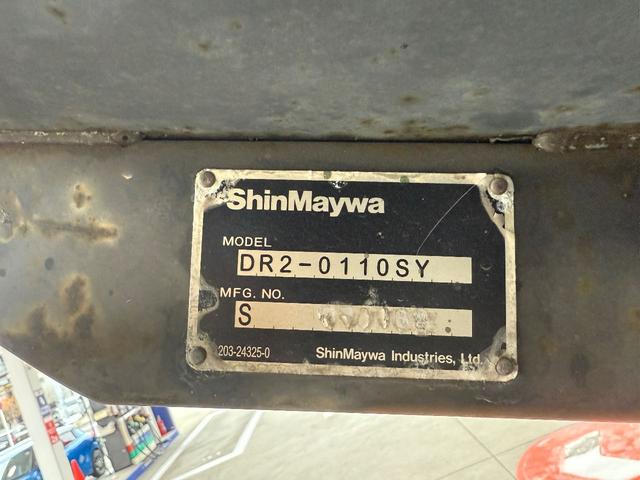 ShinMaywa
MODEL
DR2-0110SY
MFG. NO.
S
203-24325-0
ShinMaywa Industries, Ltd.